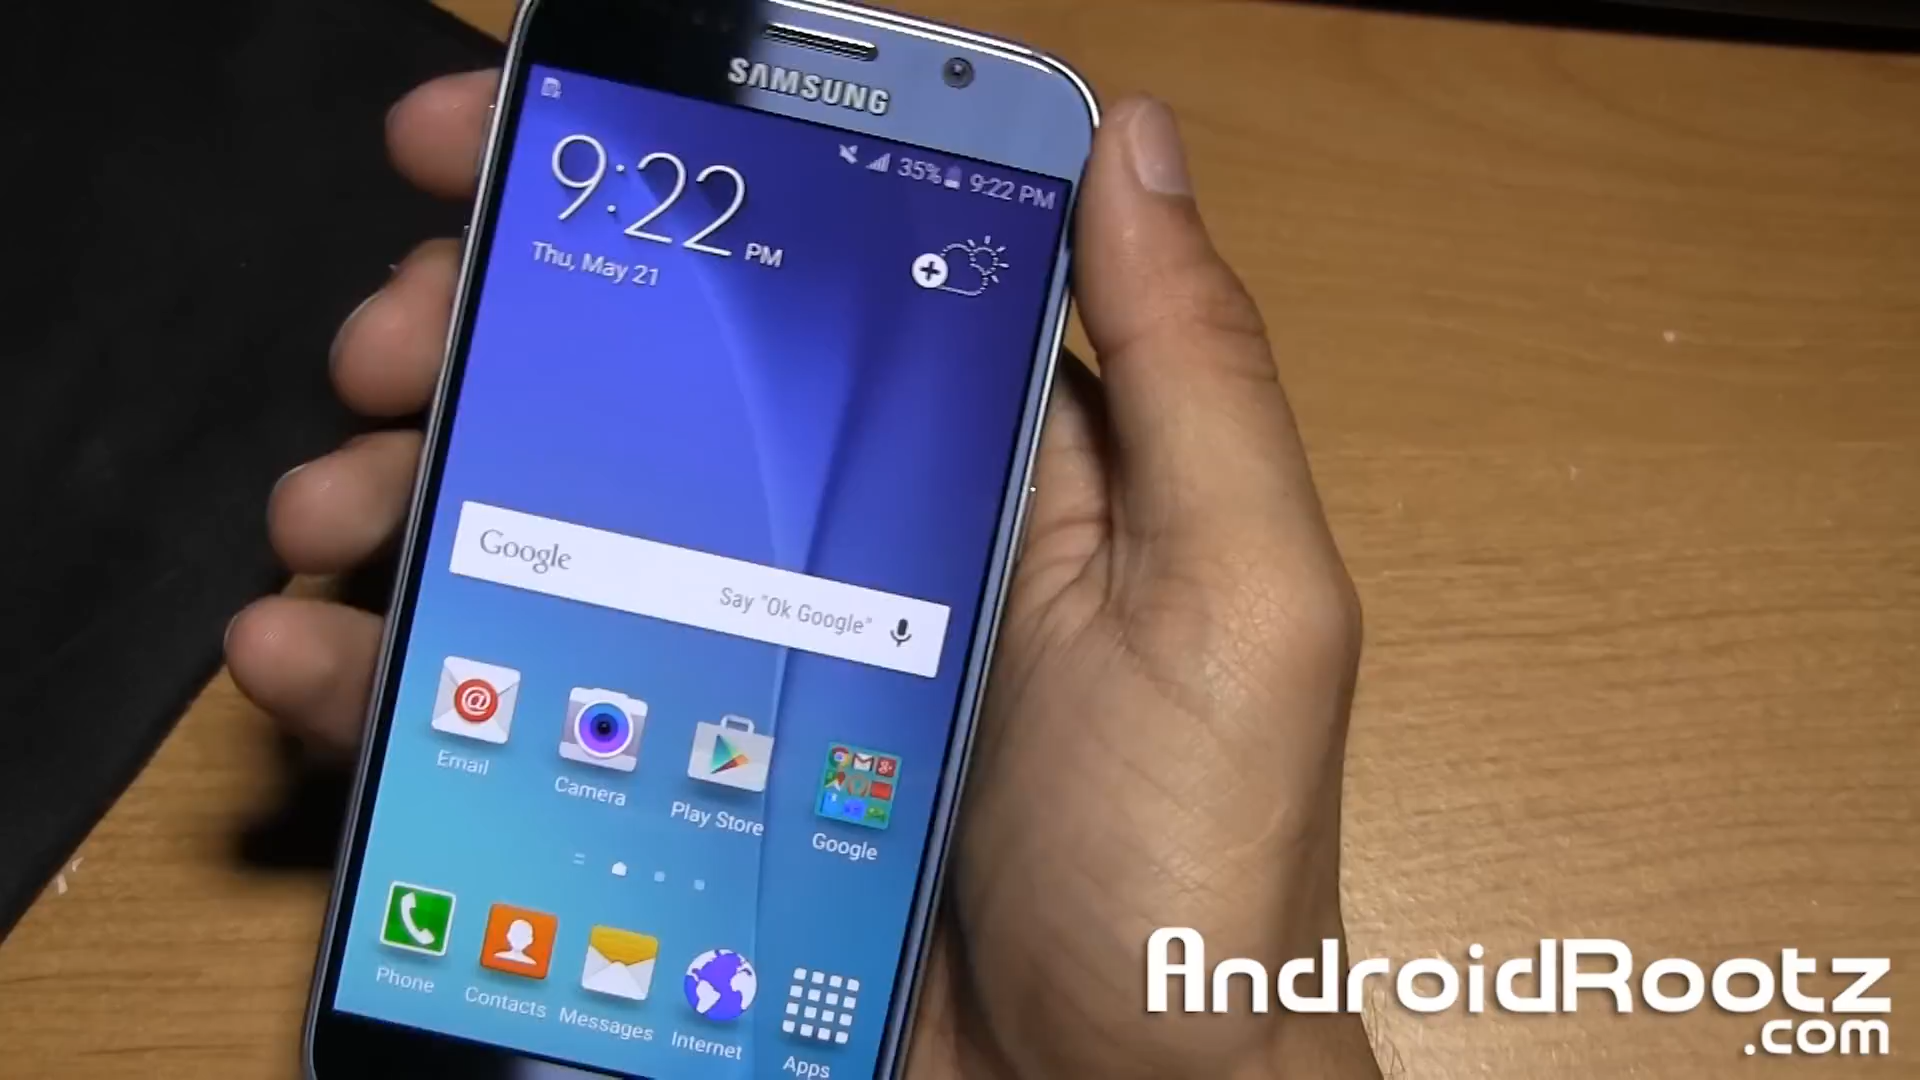 SAMSUNG
35% 9:22 PM
9:22 PM
Thu, May 21
Google
Say "Ok Google"
Email
Camera
Play Store
Google
Phone
Contacts
Messages
Internet
Apps
AndroidRootz
.com